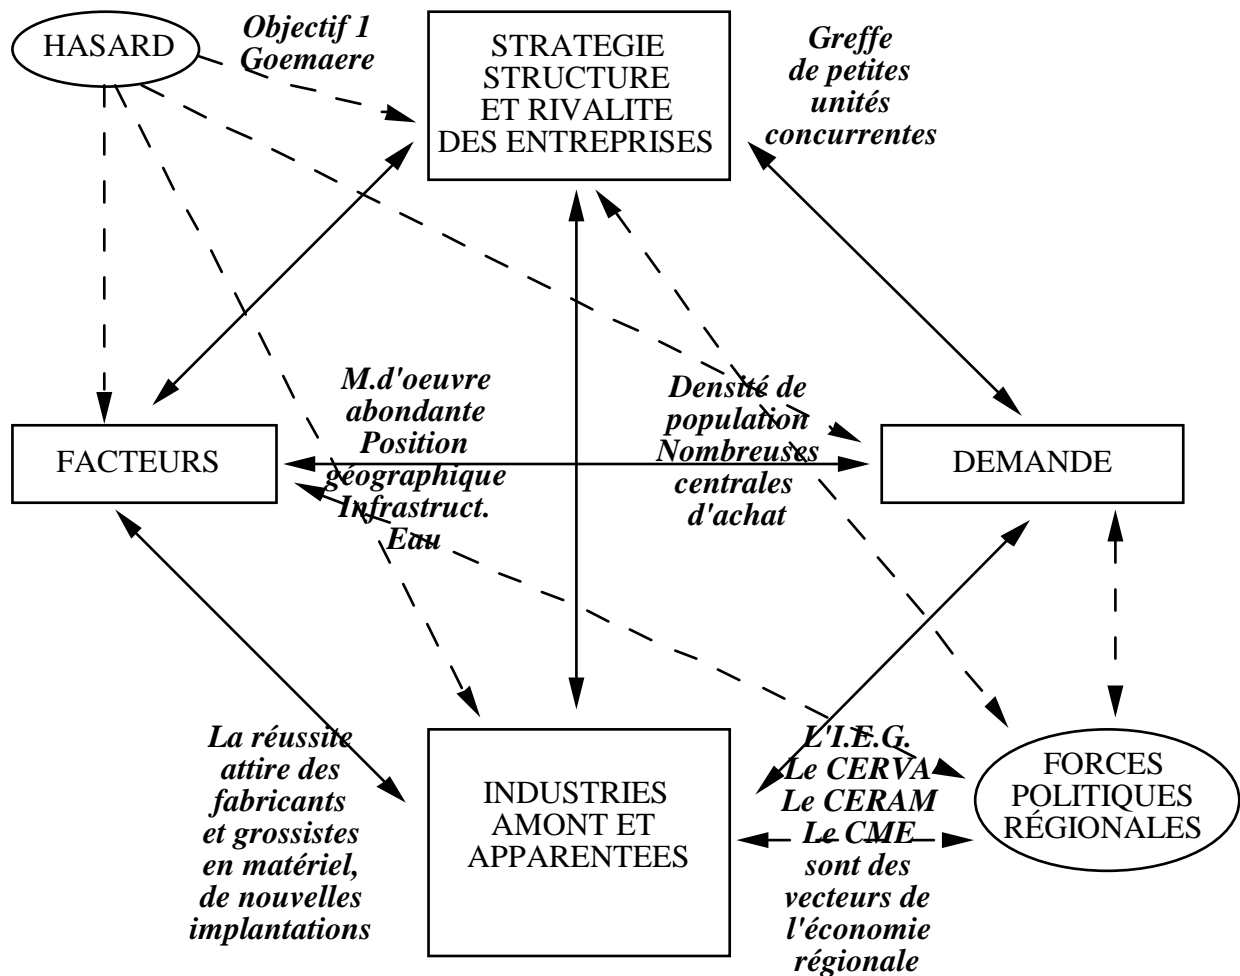 HASARD
Objectif 1
Goemaere
STRATEGIE
STRUCTURE
ET RIVALITE
DES ENTREPRISES
Greffe
de petites
unités
concurrentes
FACTEURS
M.d'oeuvre
abondante
Position
géographique
Infrastruct.
Eau
Densité de
population
Nombreuses
centrales
d'achat
DEMANDE
La réussite
attire des
fabricants
et grossistes
en matériel,
de nouvelles
implantations
INDUSTRIES
AMONT ET
APPARENTEES
L'I.E.G.
Le CERVA
Le CERAM
Le CME
sont des
vecteurs de
l'économie
régionale
FORCES
POLITIQUES
RÉGIONALES